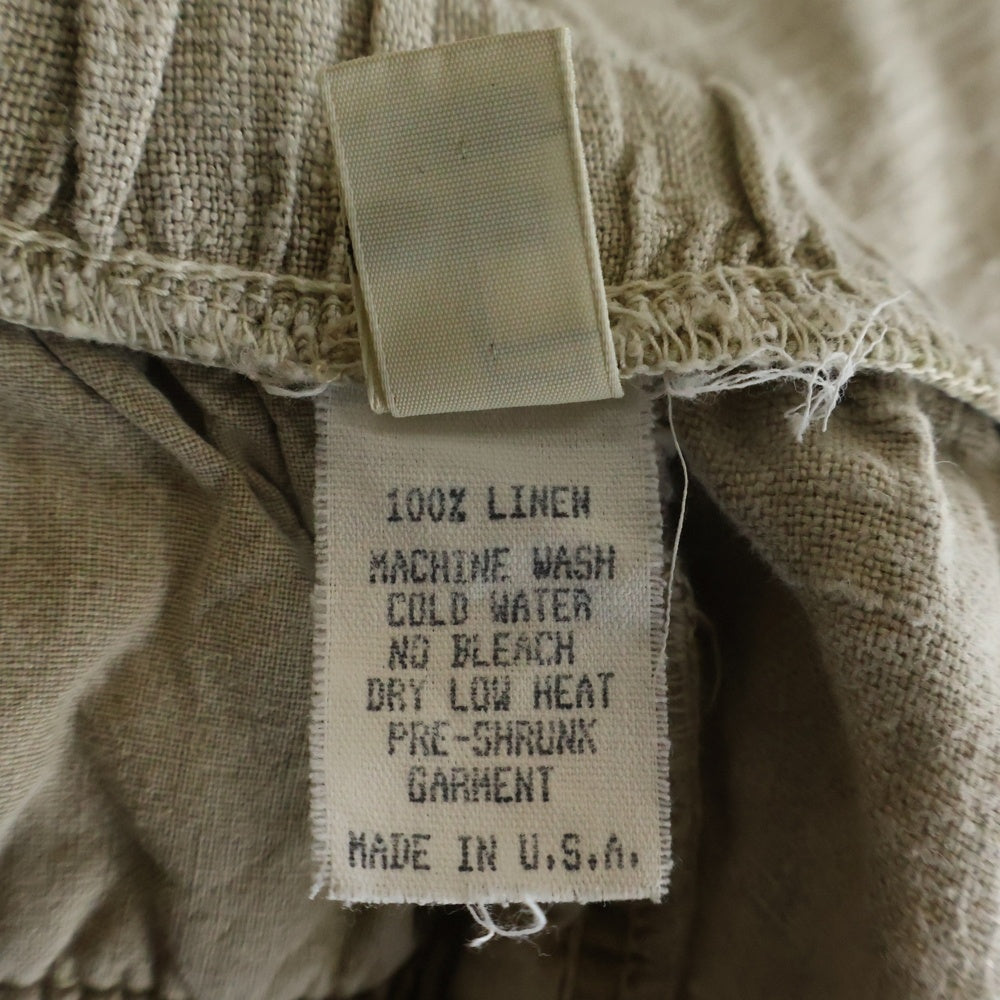 100% LINEN
MACHINE WASH
COLD WATER
NO BLEACH
DRY LOW HEAT
PRE-SHRUNK
GARMENT
MADE IN U.S.A.